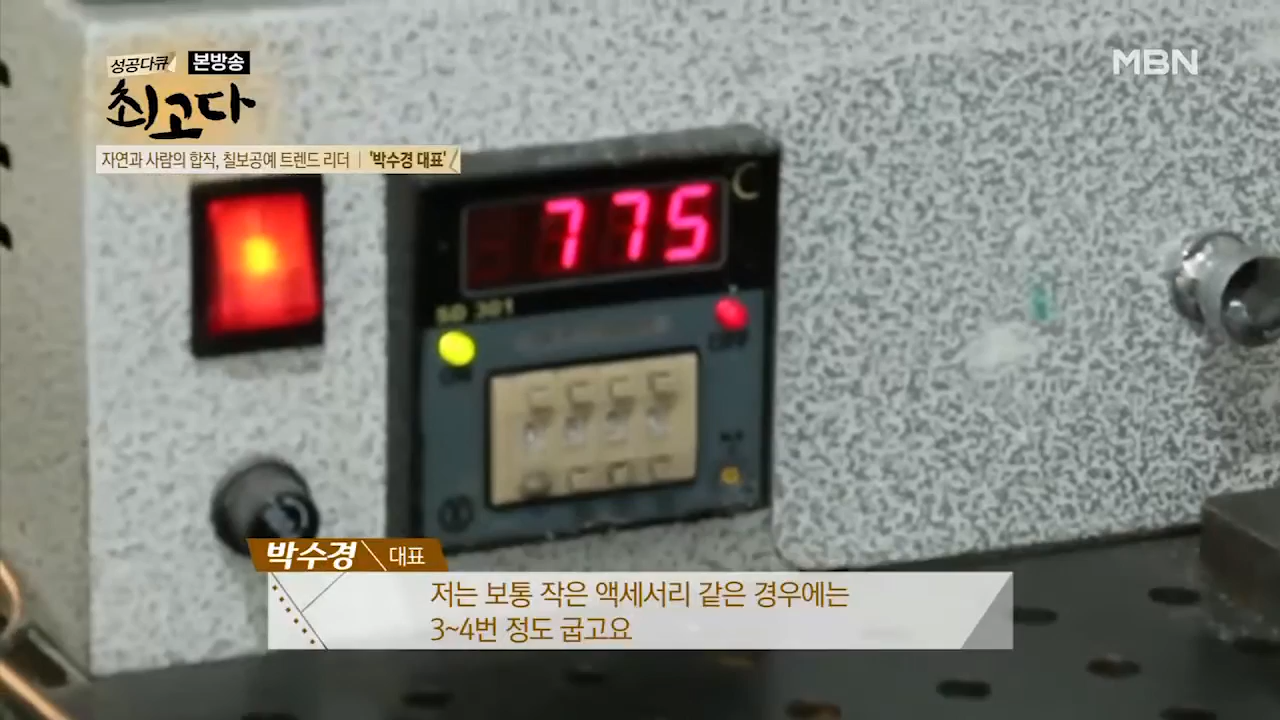 성공다큐 본방송
최고다
MBN
자연과 사람의 합작, 칠보공예 트렌드 리더 | '박수경 대표'
775
C
SD 301
OFF
박수경 \ 대표
저는 보통 작은 액세서리 같은 경우에는
3~4번 정도 굽고요